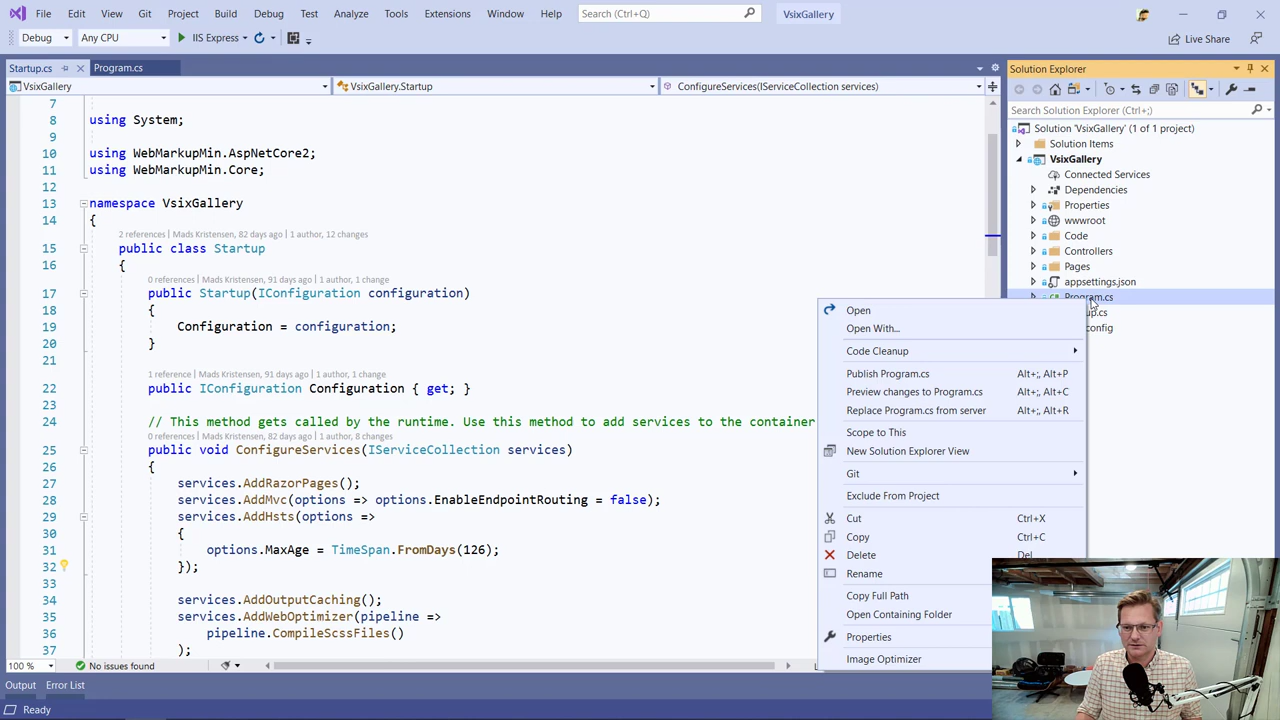 File Edit View Git Project Build Debug Test Analyze Tools Extensions Window Help Search (Ctrl+Q) VsixGallery
Debug Any CPU IIS Express Live Share
Startup.cs Program.cs
VsixGallery VsixGallery.Startup ConfigureServices(IServiceCollection services)
7
8 using System;
9
10 using WebMarkupMin.AspNetCore2;
11 using WebMarkupMin.Core;
12
13 namespace VsixGallery
14 {
2 references | Mads Kristensen, 82 days ago | 1 author, 12 changes
15 public class Startup
16 {
0 references | Mads Kristensen, 91 days ago | 1 author, 1 change
17 public Startup(IConfiguration configuration)
18 {
19 Configuration = configuration;
20 }
21
1 reference | Mads Kristensen, 91 days ago | 1 author, 1 change
22 public IConfiguration Configuration { get; }
23
24 // This method gets called by the runtime. Use this method to add services to the container
0 references | Mads Kristensen, 82 days ago | 1 author, 8 changes
25 public void ConfigureServices(IServiceCollection services)
26 {
27 services.AddRazorPages();
28 services.AddMvc(options => options.EnableEndpointRouting = false);
29 services.AddHsts(options =>
30 {
31 options.MaxAge = TimeSpan.FromDays(126);
32 });
33
34 services.AddOutputCaching();
35 services.AddWebOptimizer(pipeline =>
36 pipeline.CompileScssFiles()
37 );
100 % No issues found
Output Error List
Ready
Solution Explorer
Search Solution Explorer (Ctrl+;)
Solution 'VsixGallery' (1 of 1 project)
Solution Items
VsixGallery
Connected Services
Dependencies
Properties
wwwroot
Code
Controllers
Pages
appsettings.json
Program.cs
Open
Open With...
Code Cleanup
Publish Program.cs Alt+;, Alt+P
Preview changes to Program.cs Alt+;, Alt+C
Replace Program.cs from server Alt+;, Alt+R
Scope to This
New Solution Explorer View
Git
Exclude From Project
Cut Ctrl+X
Copy Ctrl+C
Delete Del
Rename
Copy Full Path
Open Containing Folder
Properties
Image Optimizer